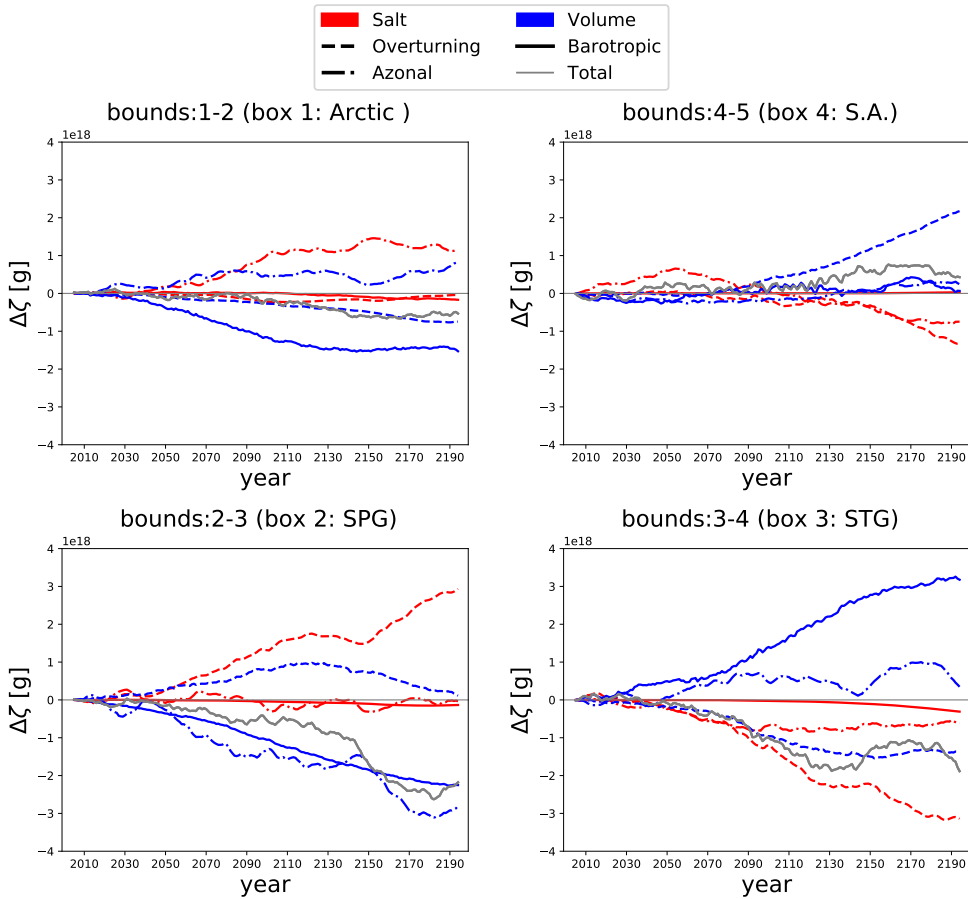 Salt Volume
Overturning Barotropic
Azonal Total
bounds:1-2 (box 1: Arctic )
1e18
4
3
2
1
0
−1
−2
−3
−4
Δζ [g]
2010 2030 2050 2070 2090 2110 2130 2150 2170 2190
year
bounds:4-5 (box 4: S.A.)
1e18
4
3
2
1
0
−1
−2
−3
−4
Δζ [g]
2010 2030 2050 2070 2090 2110 2130 2150 2170 2190
year
bounds:2-3 (box 2: SPG)
1e18
4
3
2
1
0
−1
−2
−3
−4
Δζ [g]
2010 2030 2050 2070 2090 2110 2130 2150 2170 2190
year
bounds:3-4 (box 3: STG)
1e18
4
3
2
1
0
−1
−2
−3
−4
Δζ [g]
2010 2030 2050 2070 2090 2110 2130 2150 2170 2190
year